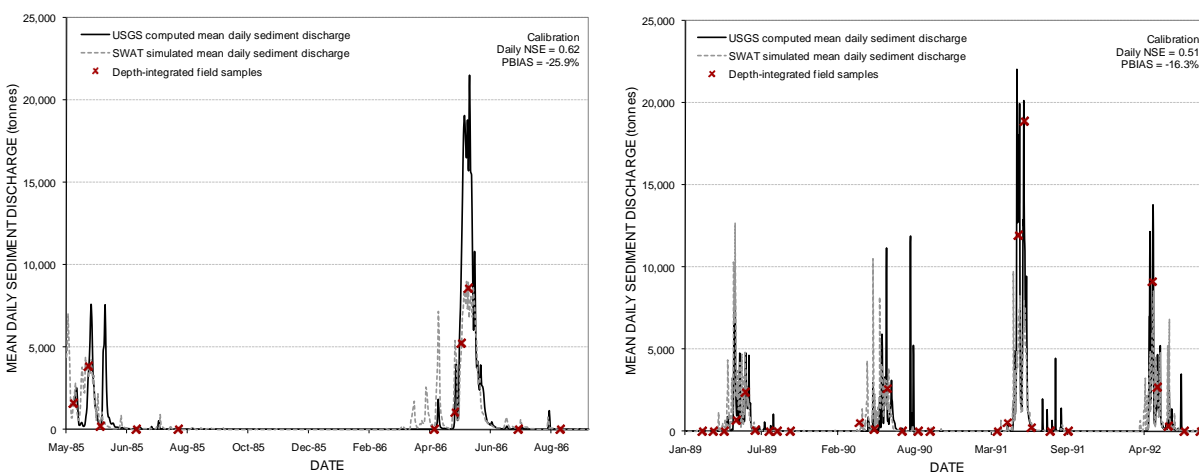 25,000
20,000
15,000
10,000
5,000
0
MEAN DAILY SEDIMENT DISCHARGE (tonnes)
USGS computed mean daily sediment discharge
SWAT simulated mean daily sediment discharge
Depth-integrated field samples
Calibration
Daily NSE = 0.62
PBIAS = -25.9%
May-85 Jun-85 Aug-85 Oct-85 Dec-85 Feb-86 Apr-86 Jun-86 Aug-86
DATE
25,000
20,000
15,000
10,000
5,000
0
MEAN DAILY SEDIMENT DISCHARGE (tonnes)
USGS computed mean daily sediment discharge
SWAT simulated mean daily sediment discharge
Depth-integrated field samples
Calibration
Daily NSE = 0.51
PBIAS = -16.3%
Jan-89 Jul-89 Feb-90 Aug-90 Mar-91 Sep-91 Apr-92
DATE